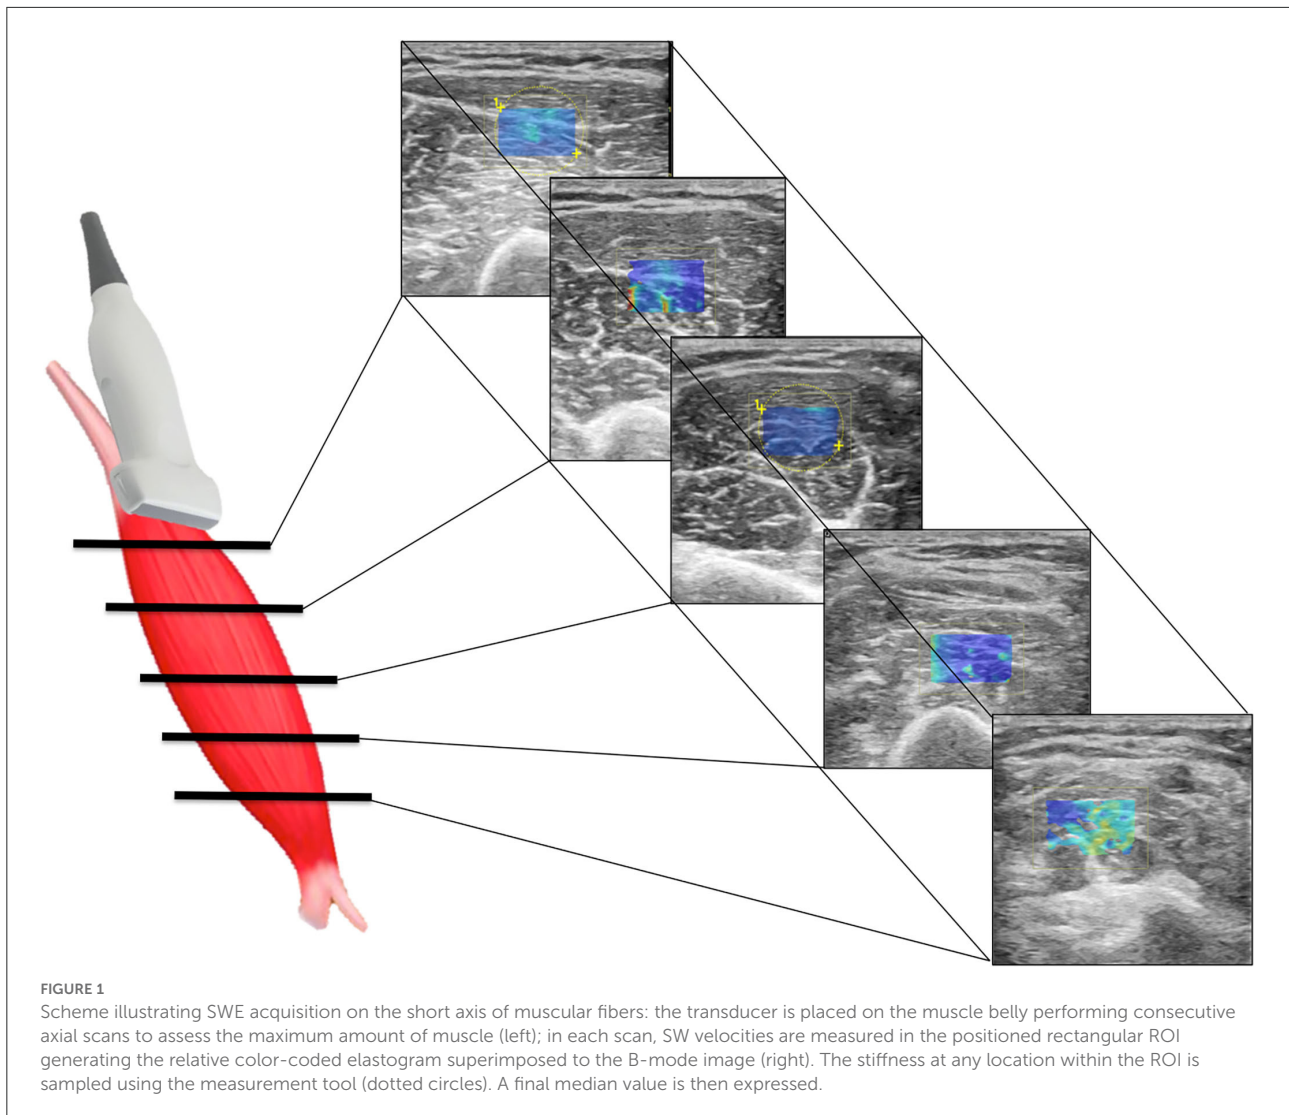 1
1
FIGURE 1
Scheme illustrating SWE acquisition on the short axis of muscular fibers: the transducer is placed on the muscle belly performing consecutive
axial scans to assess the maximum amount of muscle (left); in each scan, SW velocities are measured in the positioned rectangular ROI
generating the relative color-coded elastogram superimposed to the B-mode image (right). The stiffness at any location within the ROI is
sampled using the measurement tool (dotted circles). A final median value is then expressed.